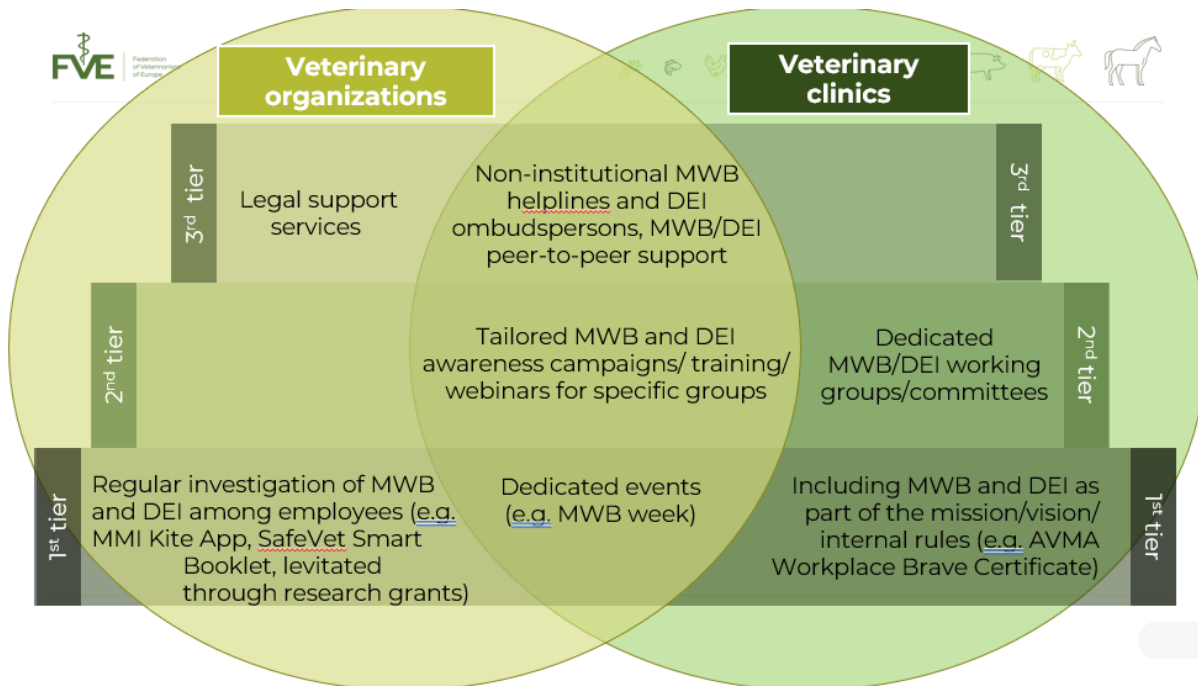 FVE
Federation
of Veterinarians
of Europe
Veterinary
organizations
Veterinary
clinics
3rd tier
Legal support
services
Non-institutional MWB
helplines and DEI
ombudspersons, MWB/DEI
peer-to-peer support
3rd tier
2nd tier
Tailored MWB and DEI
awareness campaigns/ training/
webinars for specific groups
Dedicated
MWB/DEI working
groups/committees
2nd tier
1st tier
Regular investigation of MWB
and DEI among employees (e.g.
MMI Kite App, SafeVet Smart
Booklet, levitated
through research grants)
Dedicated events
(e.g. MWB week)
Including MWB and DEI as
part of the mission/vision/
internal rules (e.g. AVMA
Workplace Brave Certificate)
1st tier